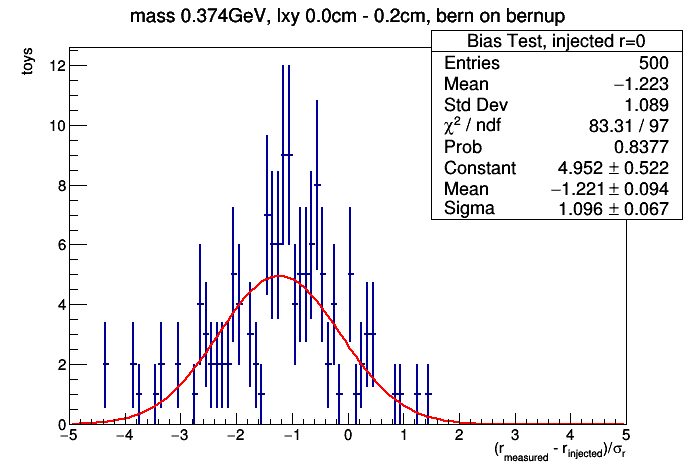 mass 0.374GeV, lxy 0.0cm - 0.2cm, bern on bernup
Bias Test, injected r=0
Entries 500
Mean −1.223
Std Dev 1.089
χ² / ndf 83.31 / 97
Prob 0.8377
Constant 4.952 ± 0.522
Mean −1.221 ± 0.094
Sigma 1.096 ± 0.067
toys
12
10
8
6
4
2
0
−5 −4 −3 −2 −1 0 1 2 3 4 5
(r_measured - r_injected)/σ_r